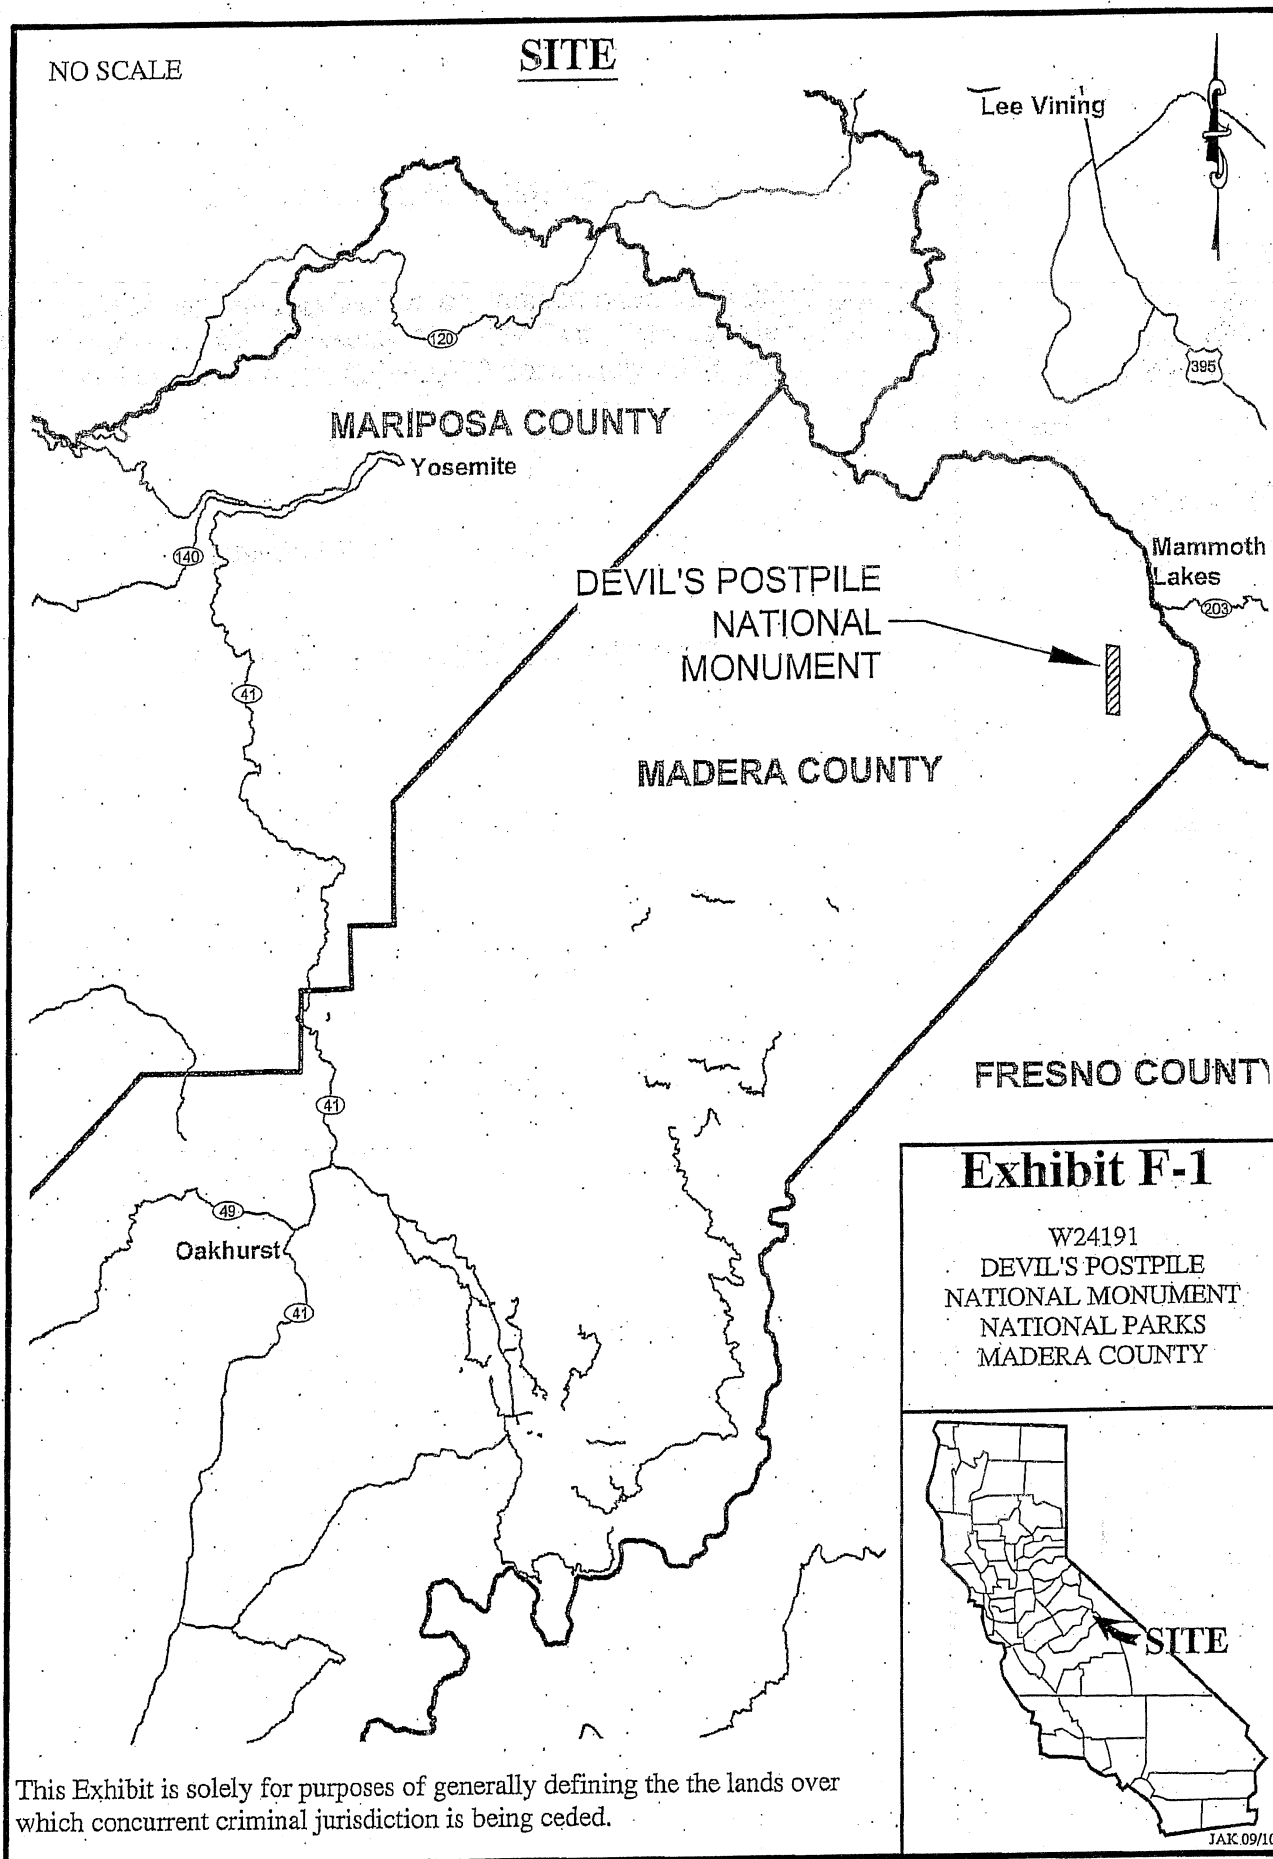 NO SCALE
SITE
Lee Vining
120
395
MARIPOSA COUNTY
Yosemite
140
Mammoth
Lakes
203
DEVIL'S POSTPILE
NATIONAL
MONUMENT
41
MADERA COUNTY
FRESNO COUNTY
41
49
Oakhurst
41
Exhibit F-1
W24191
DEVIL'S POSTPILE
NATIONAL MONUMENT
NATIONAL PARKS
MADERA COUNTY
SITE
This Exhibit is solely for purposes of generally defining the the lands over
which concurrent criminal jurisdiction is being ceded.
JAK 09/10